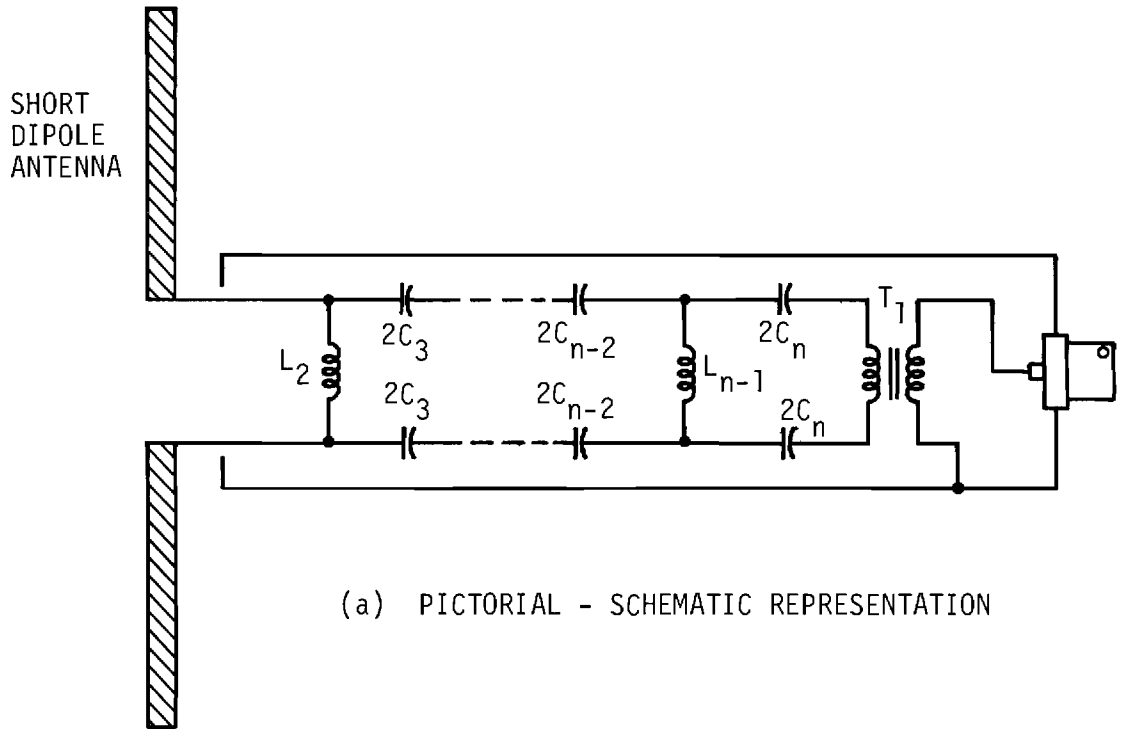 SHORT
DIPOLE
ANTENNA
L₂
2C₃
2Cₙ₋₂
2Cₙ
T₁
2C₃
2Cₙ₋₂
Lₙ₋₁
2Cₙ
(a) PICTORIAL - SCHEMATIC REPRESENTATION